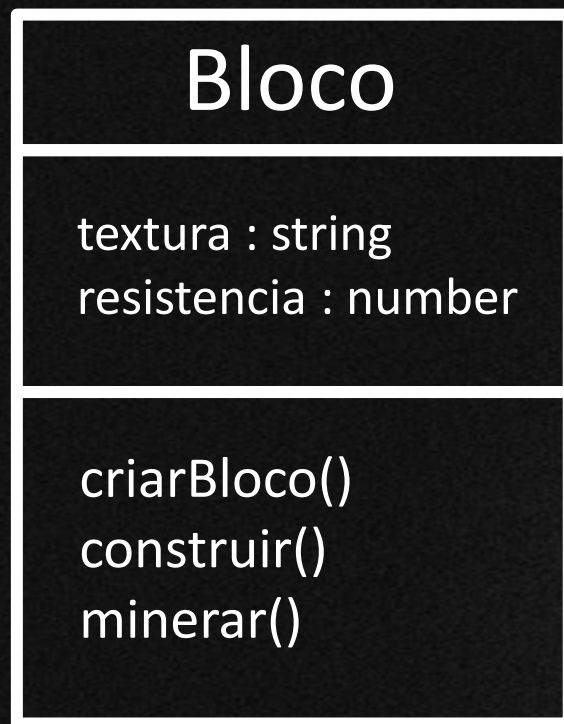 Bloco
textura : string
resistencia : number
criarBloco()
construir()
minerar()